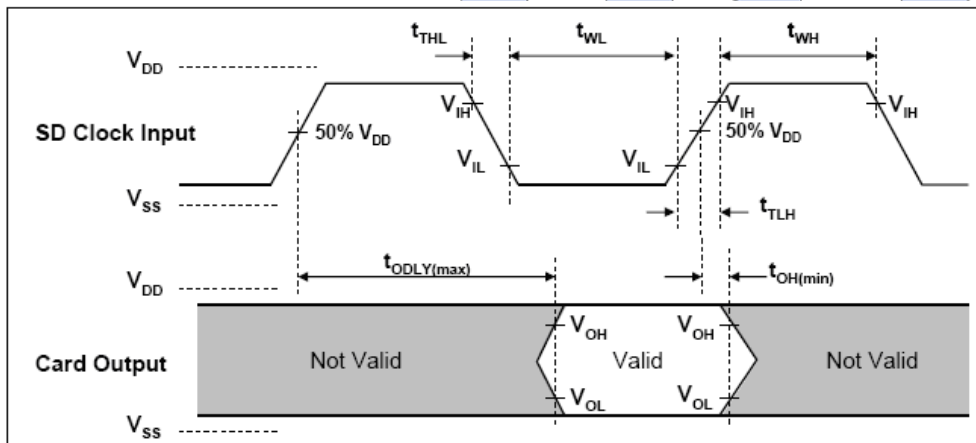 t_THL t_WL t_WH
V_DD
V_IH V_IH V_IH
SD Clock Input 50% V_DD 50% V_DD
V_IL V_IL
V_SS
t_TLH
t_ODLY(max) t_OH(min)
V_DD
V_OH V_OH
Card Output Not Valid Valid Not Valid
V_OL V_OL
V_SS